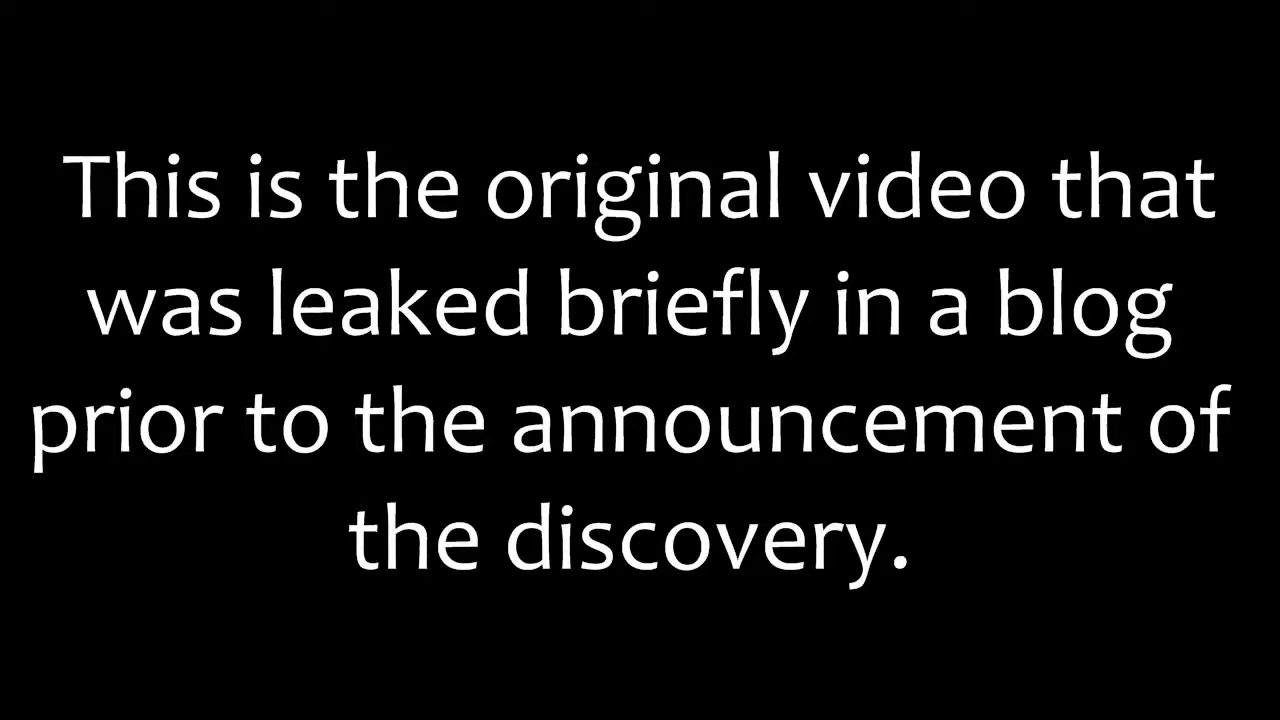 This is the original video that
was leaked briefly in a blog
prior to the announcement of
the discovery.